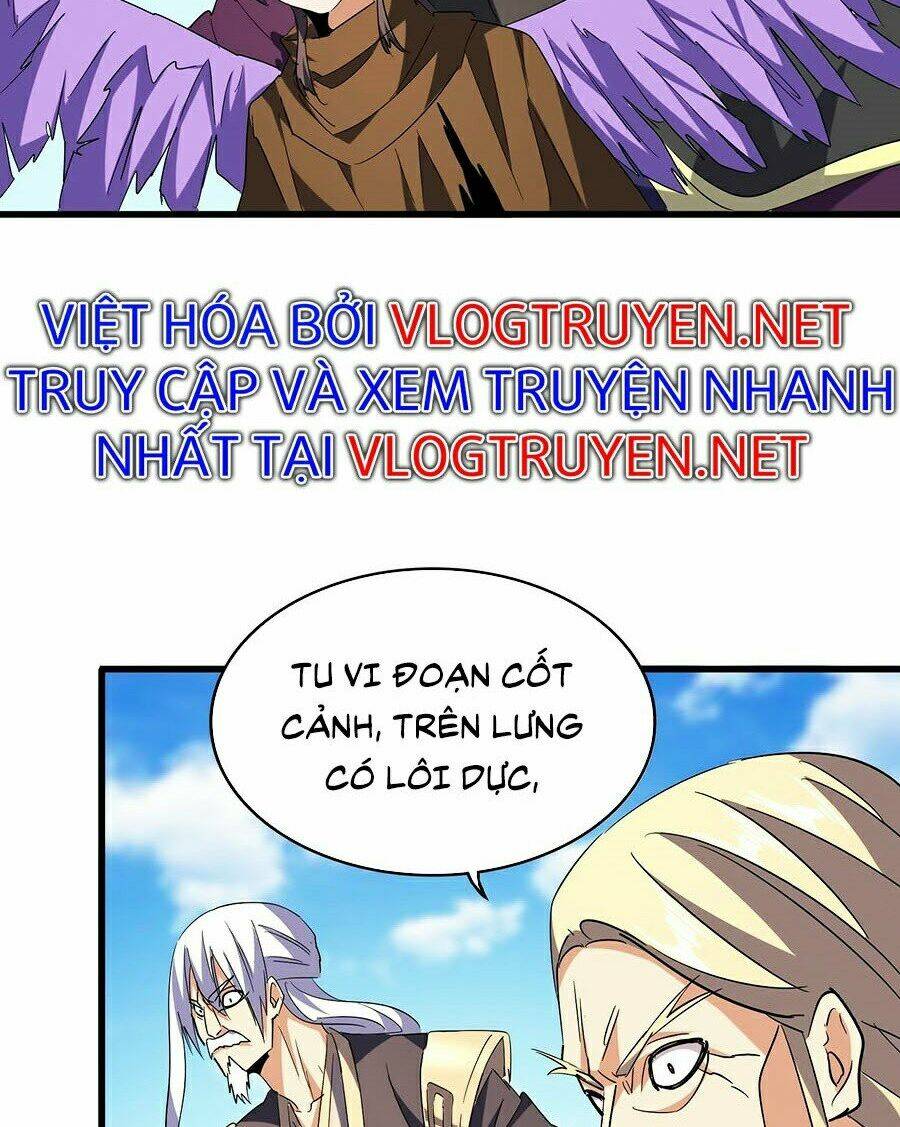 VIỆT HÓA BỞI VLOGTRUYEN.NET
TRUY CẬP VÀ XEM TRUYỆN NHANH
NHẤT TẠI VLOGTRUYEN.NET
TU VI ĐOẠN CỐT
CẢNH, TRÊN LƯNG
CÓ LÔI DỰC,